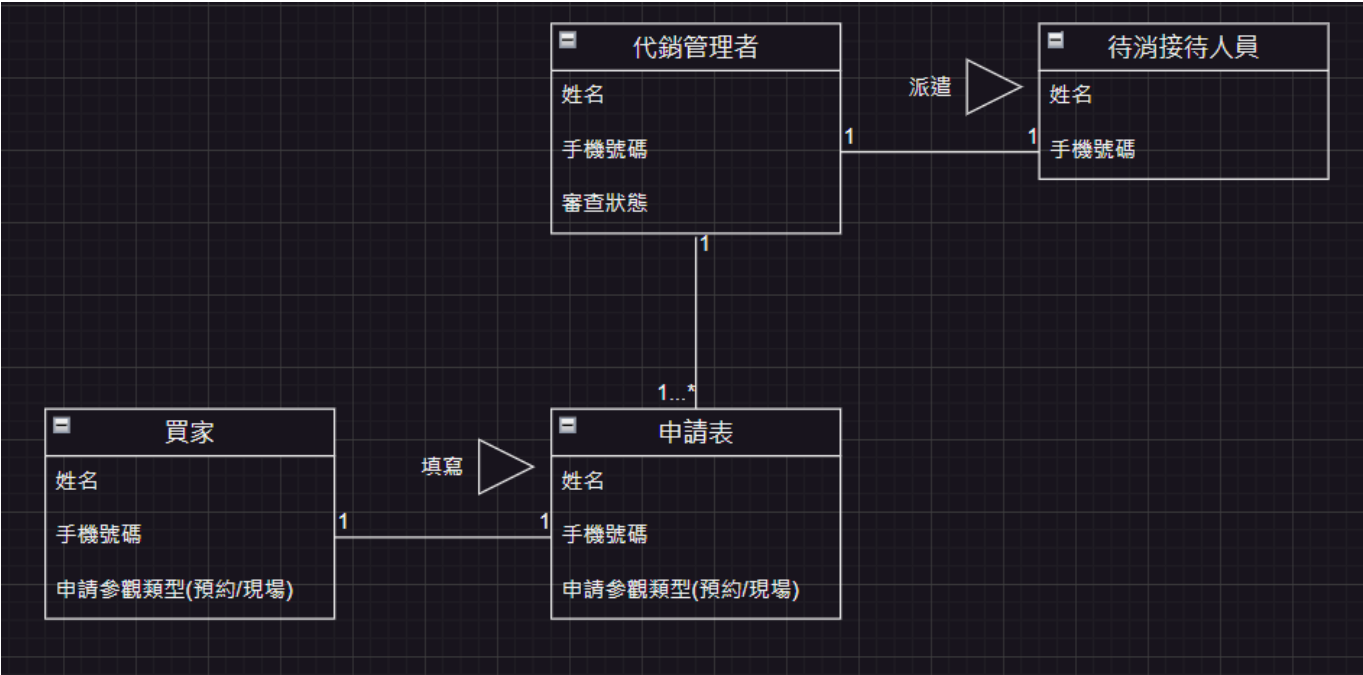 代銷管理者
姓名
手機號碼
審查狀態
派遣
待消接待人員
姓名
手機號碼
1
1
1
1...*
買家
姓名
手機號碼
申請參觀類型(預約/現場)
填寫
1
1
申請表
姓名
手機號碼
申請參觀類型(預約/現場)